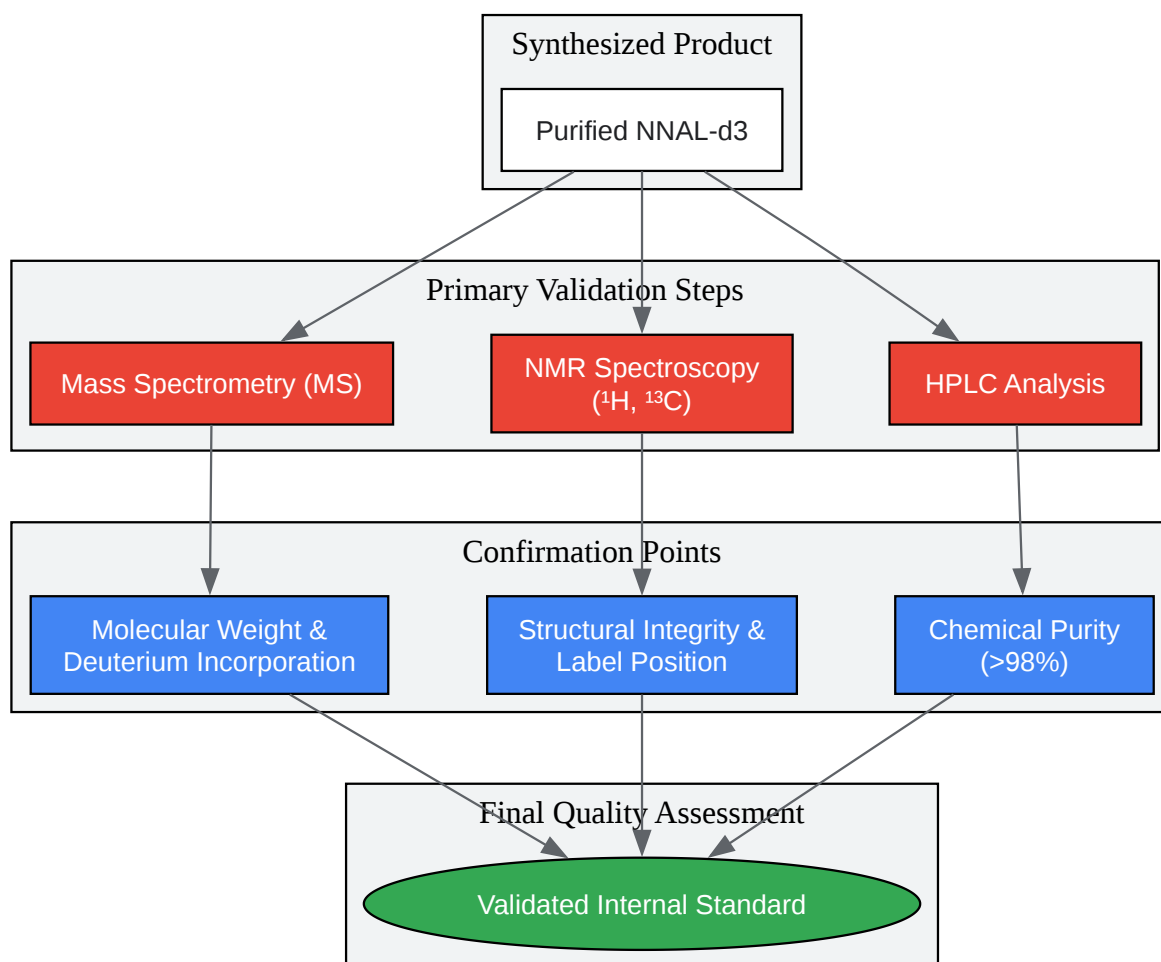 Synthesized Product
Purified NNAL-d3
Primary Validation Steps
Mass Spectrometry (MS)
NMR Spectroscopy
(¹H, ¹³C)
HPLC Analysis
Confirmation Points
Molecular Weight &
Deuterium Incorporation
Structural Integrity &
Label Position
Chemical Purity
(>98%)
Final Quality Assessment
Validated Internal Standard